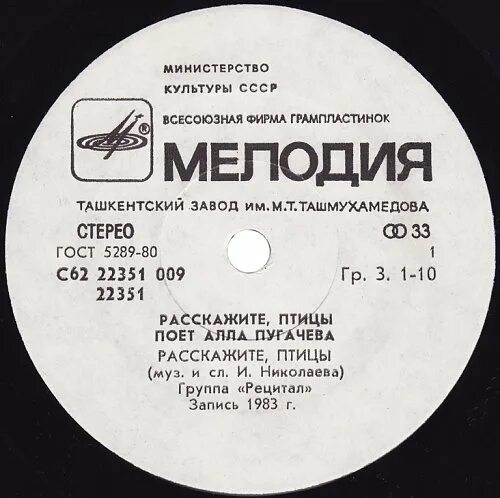 МИНИСТЕРСТВО
КУЛЬТУРЫ СССР
ВСЕСОЮЗНАЯ ФИРМА ГРАМПЛАСТИНОК
®
МЕЛОДИЯ
ТАШКЕНТСКИЙ ЗАВОД ИМ. М.Т. ТАШМУХАМЕДОВА
СТЕРЕО 33
ГОСТ 5289-80 1
С62 22351 009 Гр. 3. 1-10
22351
РАССКАЖИТЕ, ПТИЦЫ
ПОЕТ АЛЛА ПУГАЧЕВА
РАССКАЖИТЕ, ПТИЦЫ
(муз. и сл. И. Николаева)
Группа «Рецитал»
Запись 1983 г.